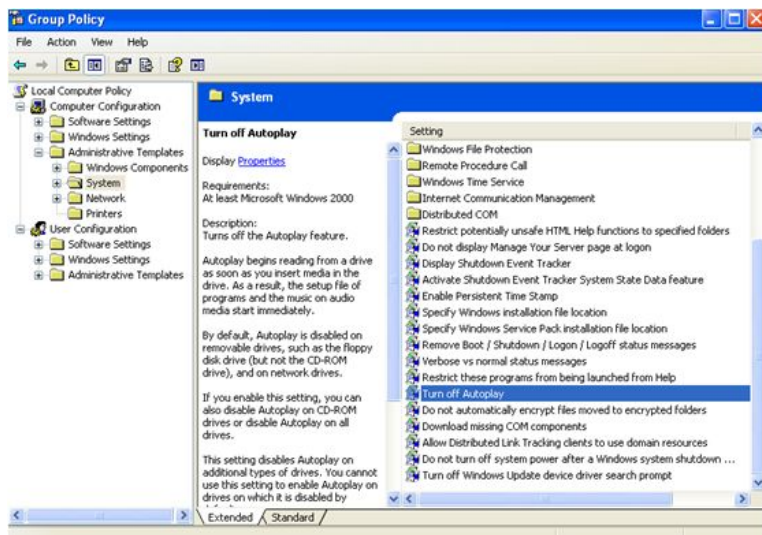 Group Policy
File Action View Help
Local Computer Policy
Computer Configuration
Software Settings
Windows Settings
Administrative Templates
Windows Components
System
Network
Printers
User Configuration
Software Settings
Windows Settings
Administrative Templates
System
Turn off Autoplay
Display Properties
Requirements:
At least Microsoft Windows 2000
Description:
Turns off the Autoplay feature.
Autoplay begins reading from a drive
as soon as you insert media in the
drive. As a result, the setup file of
programs and the music on audio
media start immediately.
By default, Autoplay is disabled on
removable drives, such as the floppy
disk drive (but not the CD-ROM
drive), and on network drives.
If you enable this setting, you can
also disable Autoplay on CD-ROM
drives or disable Autoplay on all
drives.
This setting disables Autoplay on
additional types of drives. You cannot
use this setting to enable Autoplay on
drives on which it is disabled by
Setting
Windows File Protection
Remote Procedure Call
Windows Time Service
Internet Communication Management
Distributed COM
Restrict potentially unsafe HTML Help functions to specified folders
Do not display Manage Your Server page at logon
Display Shutdown Event Tracker
Activate Shutdown Event Tracker System State Data feature
Enable Persistent Time Stamp
Specify Windows installation file location
Specify Windows Service Pack installation file location
Remove Boot / Shutdown / Logon / Logoff status messages
Verbose vs normal status messages
Restrict these programs from being launched from Help
Turn off Autoplay
Do not automatically encrypt files moved to encrypted folders
Download missing COM components
Allow Distributed Link Tracking clients to use domain resources
Do not turn off system power after a Windows system shutdown ...
Turn off Windows Update device driver search prompt
Extended Standard